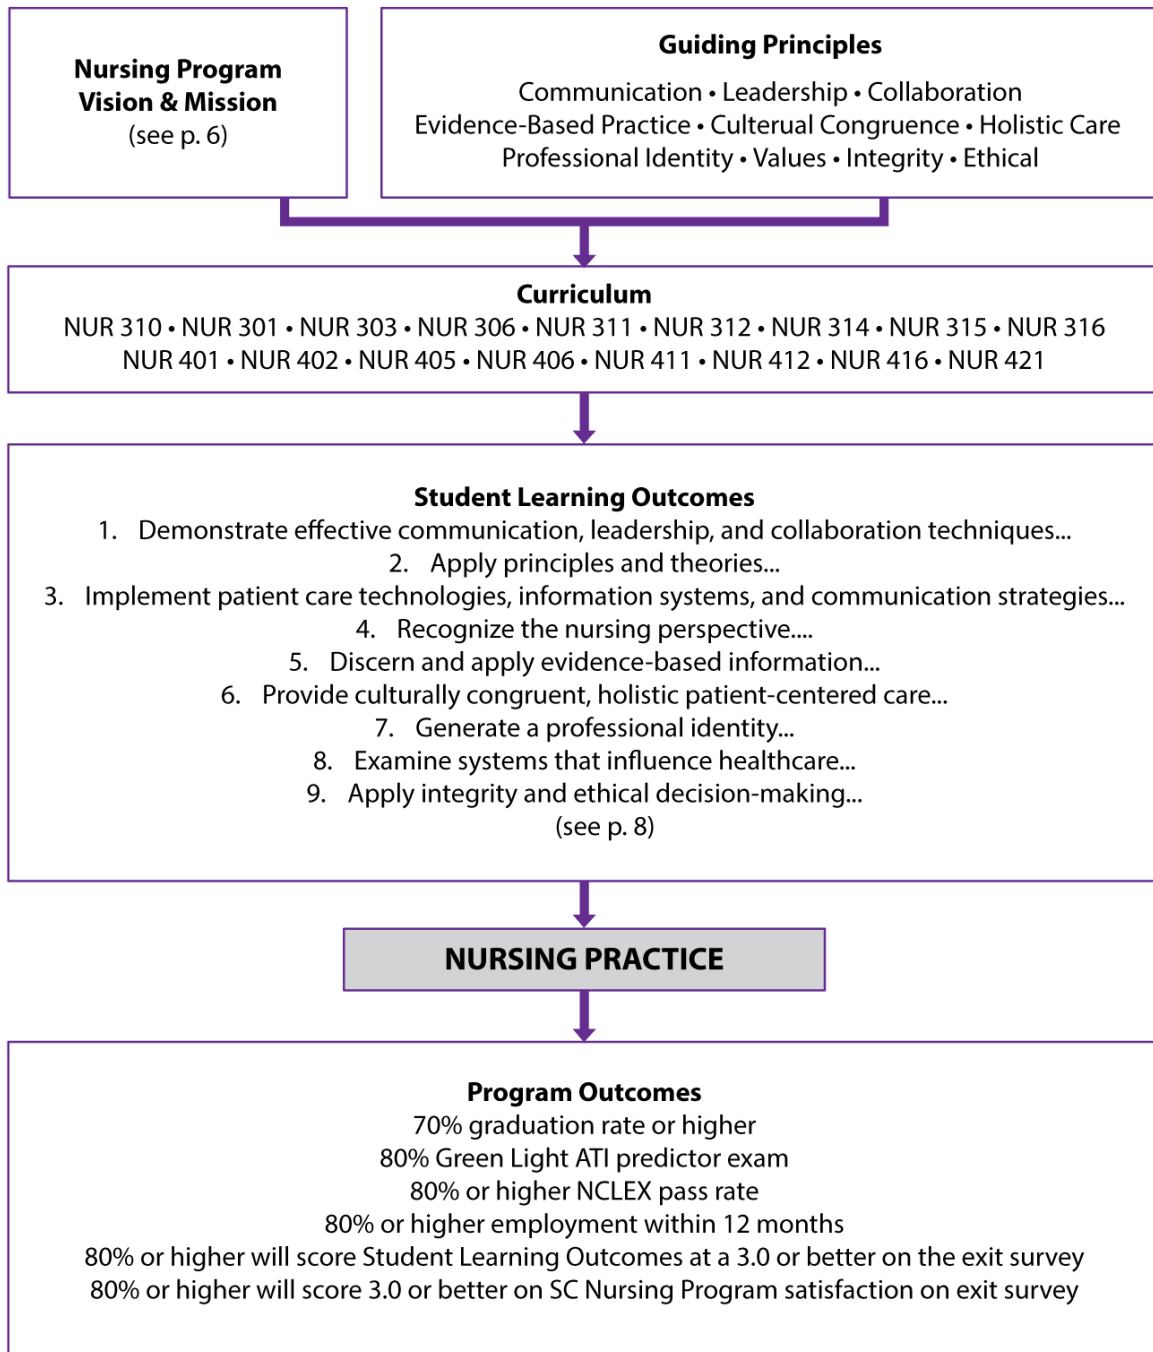 Nursing Program
Vision & Mission
(see p. 6)
Guiding Principles
Communication • Leadership • Collaboration
Evidence-Based Practice • Culterual Congruence • Holistic Care
Professional Identity • Values • Integrity • Ethical
Curriculum
NUR 310 • NUR 301 • NUR 303 • NUR 306 • NUR 311 • NUR 312 • NUR 314 • NUR 315 • NUR 316
NUR 401 • NUR 402 • NUR 405 • NUR 406 • NUR 411 • NUR 412 • NUR 416 • NUR 421
Student Learning Outcomes
1. Demonstrate effective communication, leadership, and collaboration techniques...
2. Apply principles and theories...
3. Implement patient care technologies, information systems, and communication strategies...
4. Recognize the nursing perspective....
5. Discern and apply evidence-based information...
6. Provide culturally congruent, holistic patient-centered care...
7. Generate a professional identity...
8. Examine systems that influence healthcare...
9. Apply integrity and ethical decision-making...
(see p. 8)
NURSING PRACTICE
Program Outcomes
70% graduation rate or higher
80% Green Light ATI predictor exam
80% or higher NCLEX pass rate
80% or higher employment within 12 months
80% or higher will score Student Learning Outcomes at a 3.0 or better on the exit survey
80% or higher will score 3.0 or better on SC Nursing Program satisfaction on exit survey